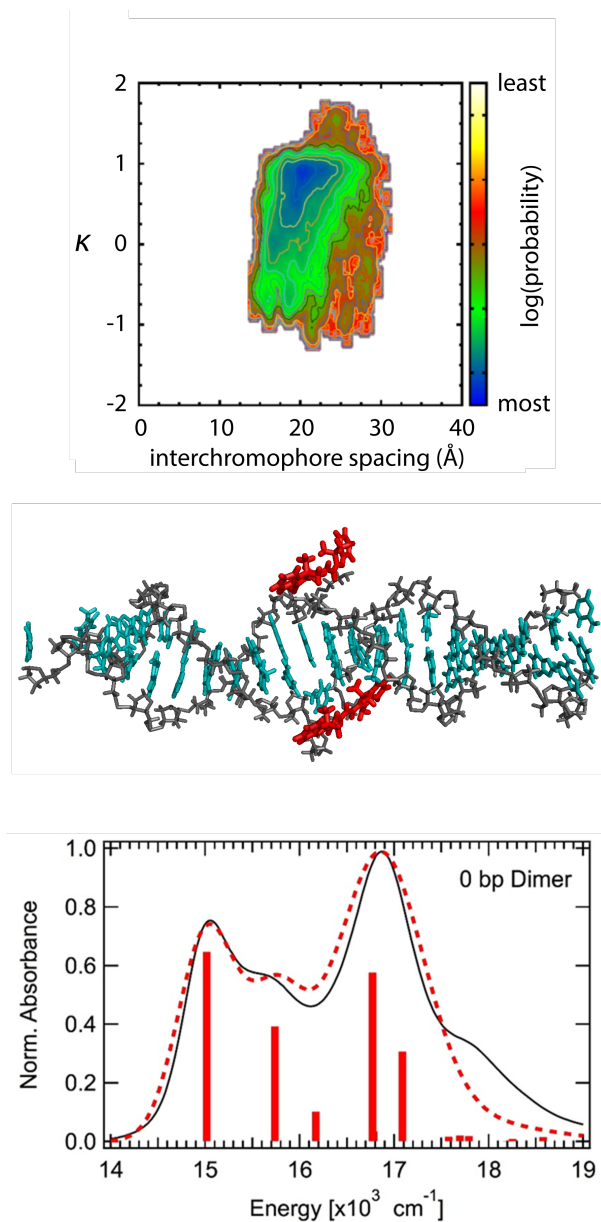 2
1
0
-1
-2
κ
0
10
20
30
40
interchromophore spacing (Å)
least
log(probability)
most
1.0
0.8
0.6
0.4
0.2
0.0
Norm. Absorbance
0 bp Dimer
14
15
16
17
18
19
Energy [x10³ cm⁻¹]